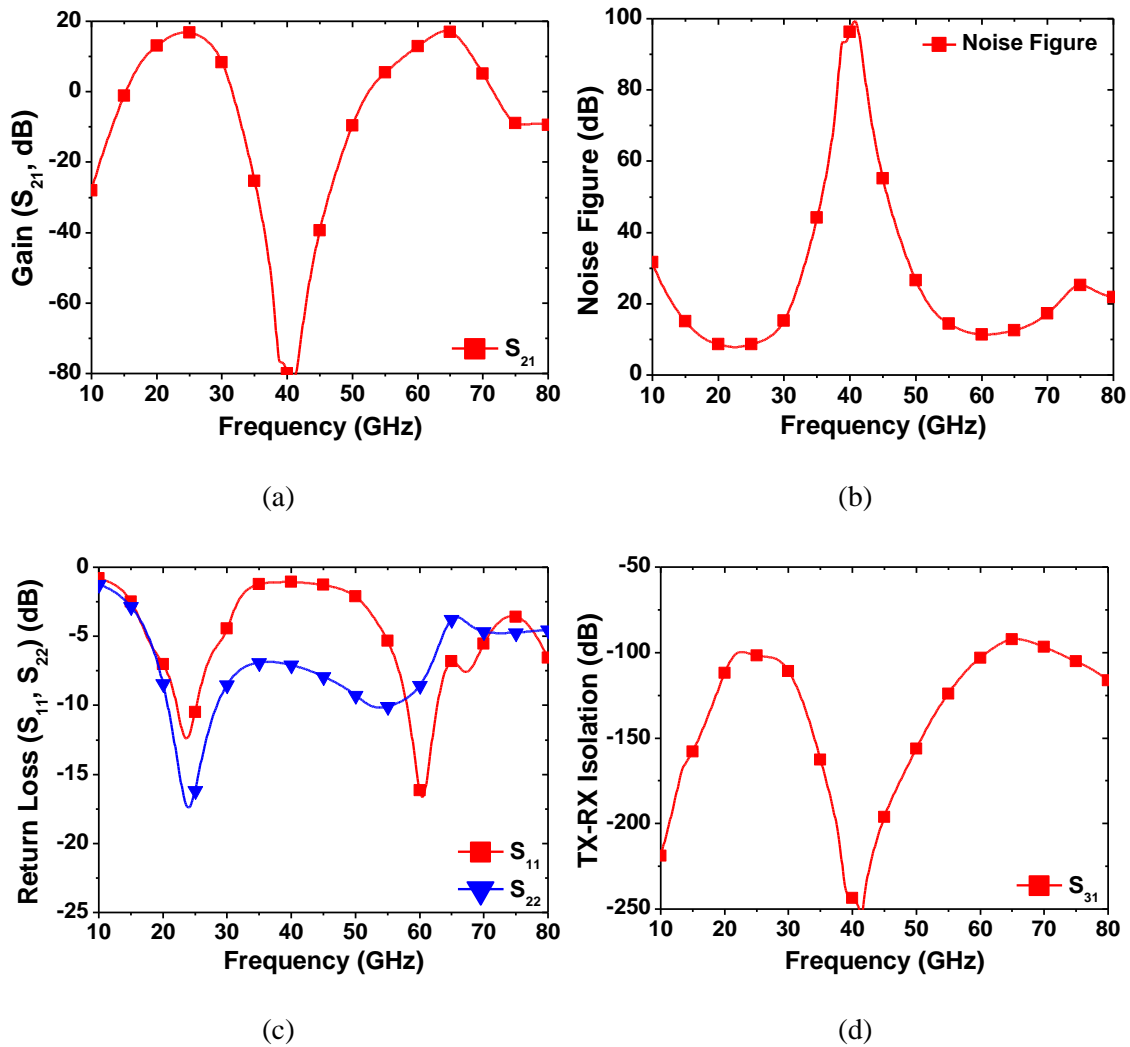 20
0
-20
-40
-60
-80
10 20 30 40 50 60 70 80
Gain (S21, dB)
Frequency (GHz)
S21
(a)
100
80
60
40
20
0
10 20 30 40 50 60 70 80
Noise Figure (dB)
Frequency (GHz)
Noise Figure
(b)
0
-5
-10
-15
-20
-25
10 20 30 40 50 60 70 80
Return Loss (S11, S22) (dB)
Frequency (GHz)
S11
S22
(c)
-50
-100
-150
-200
-250
10 20 30 40 50 60 70 80
TX-RX Isolation (dB)
Frequency (GHz)
S31
(d)